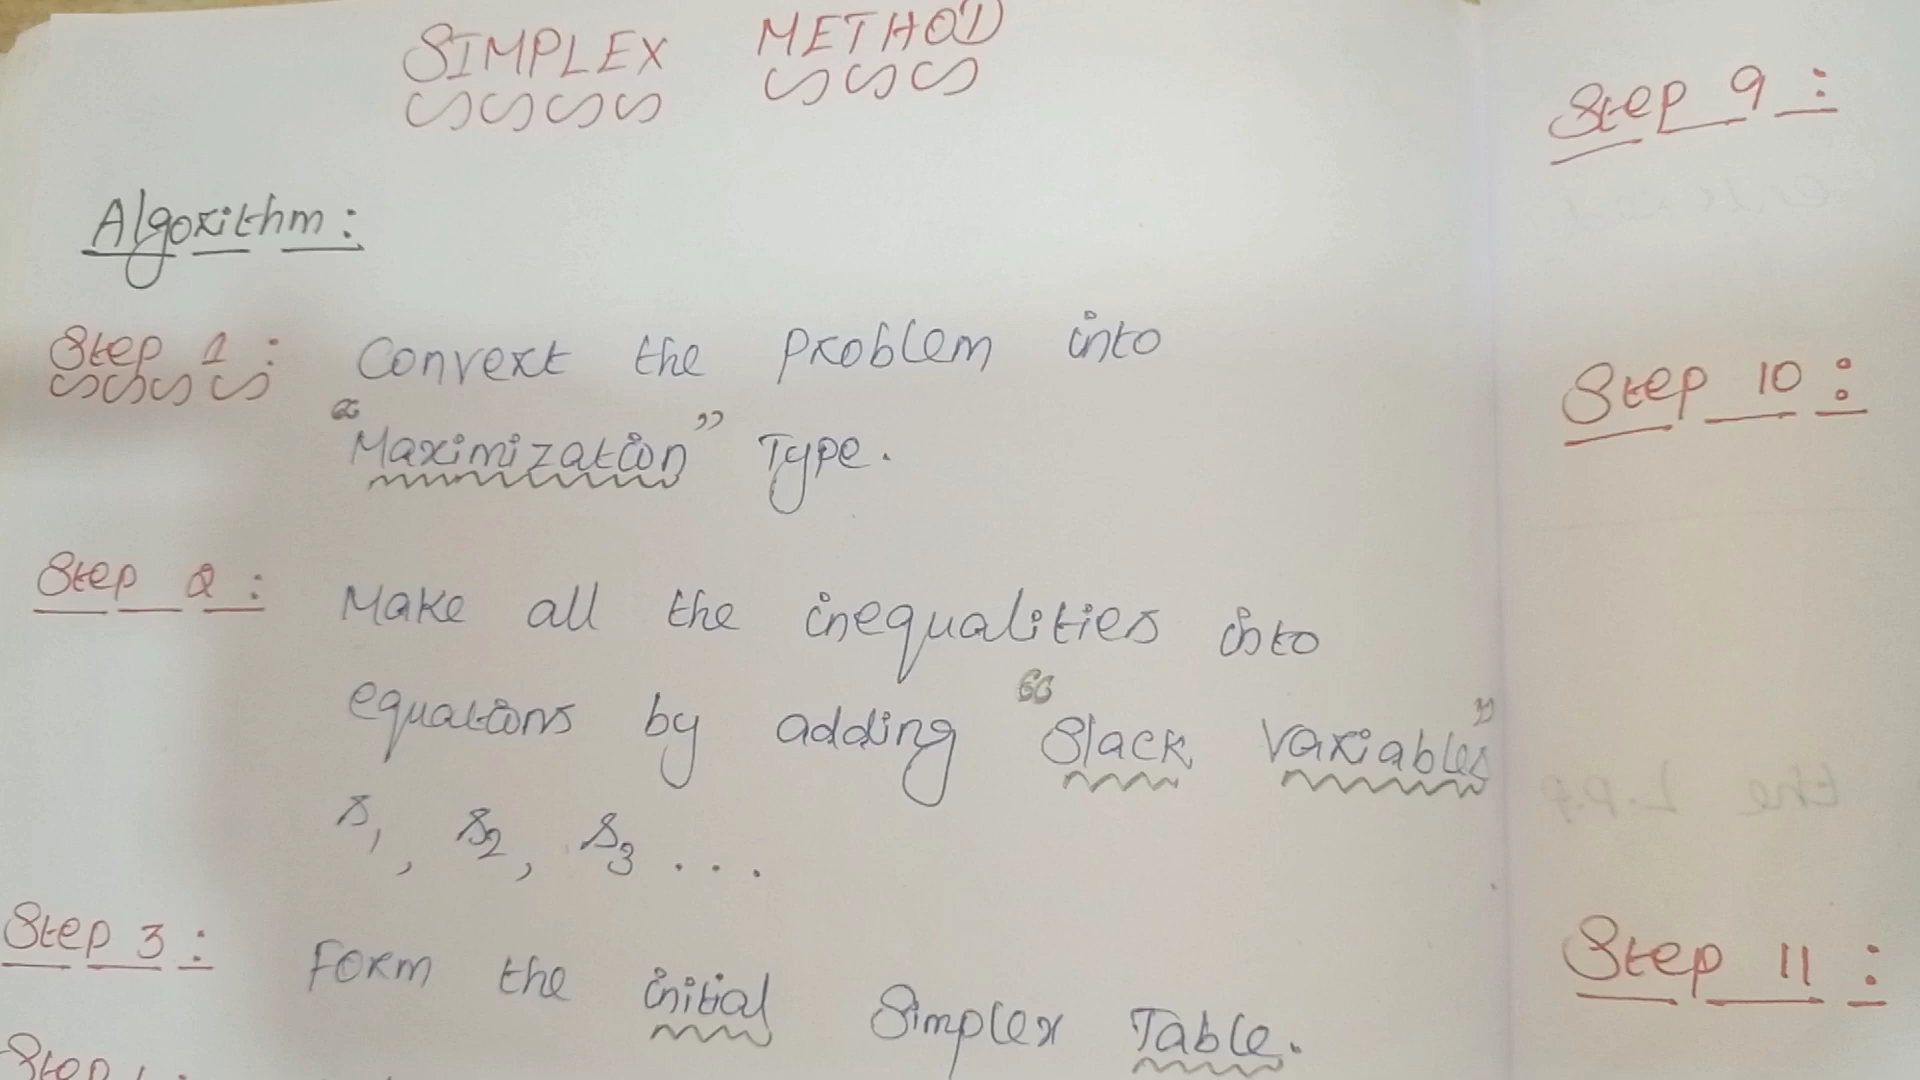 SIMPLEX METHOD
Algorithm:
Step 1: Convert the problem into
"Maximization" Type.
Step 2: Make all the inequalities into
equations by adding "Slack Variables"
s1, s2, s3 ...
Step 3: Form the initial Simplex Table.
Step
Step 9:
Step 10:
the L.P.P
Step 11: